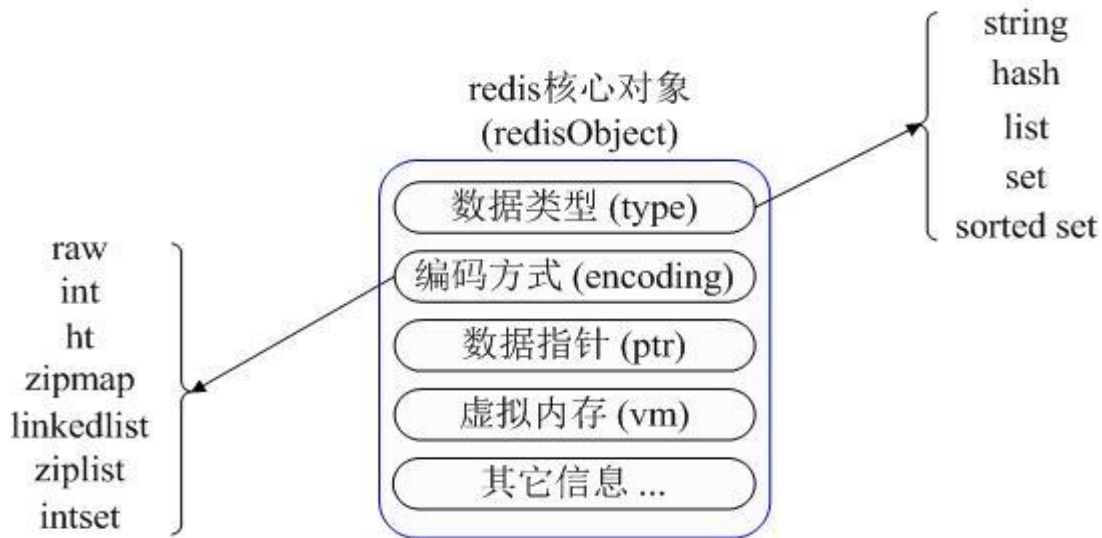 redis核心对象
(redisObject)
数据类型 (type)
编码方式 (encoding)
数据指针 (ptr)
虚拟内存 (vm)
其它信息 ...
string
hash
list
set
sorted set
raw
int
ht
zipmap
linkedlist
ziplist
intset